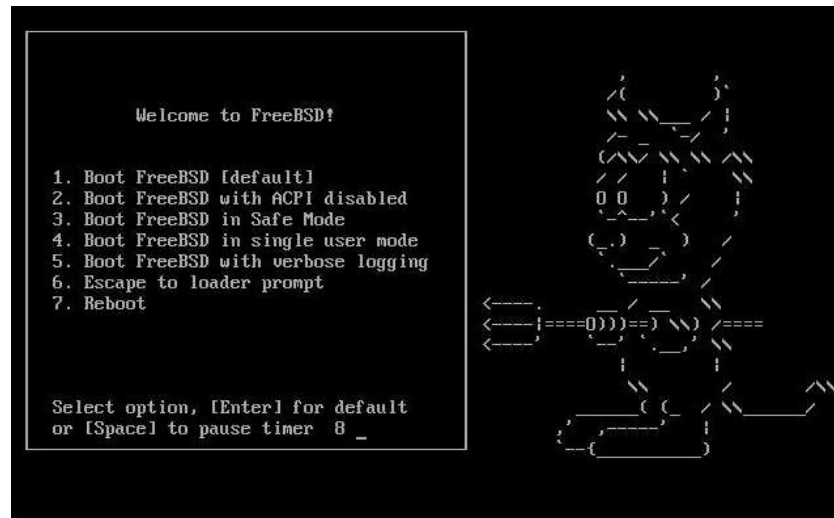 Welcome to FreeBSD!
1. Boot FreeBSD [default]
2. Boot FreeBSD with ACPI disabled
3. Boot FreeBSD in Safe Mode
4. Boot FreeBSD in single user mode
5. Boot FreeBSD with verbose logging
6. Escape to loader prompt
7. Reboot
Select option, [Enter] for default
or [Space] to pause timer 8 _